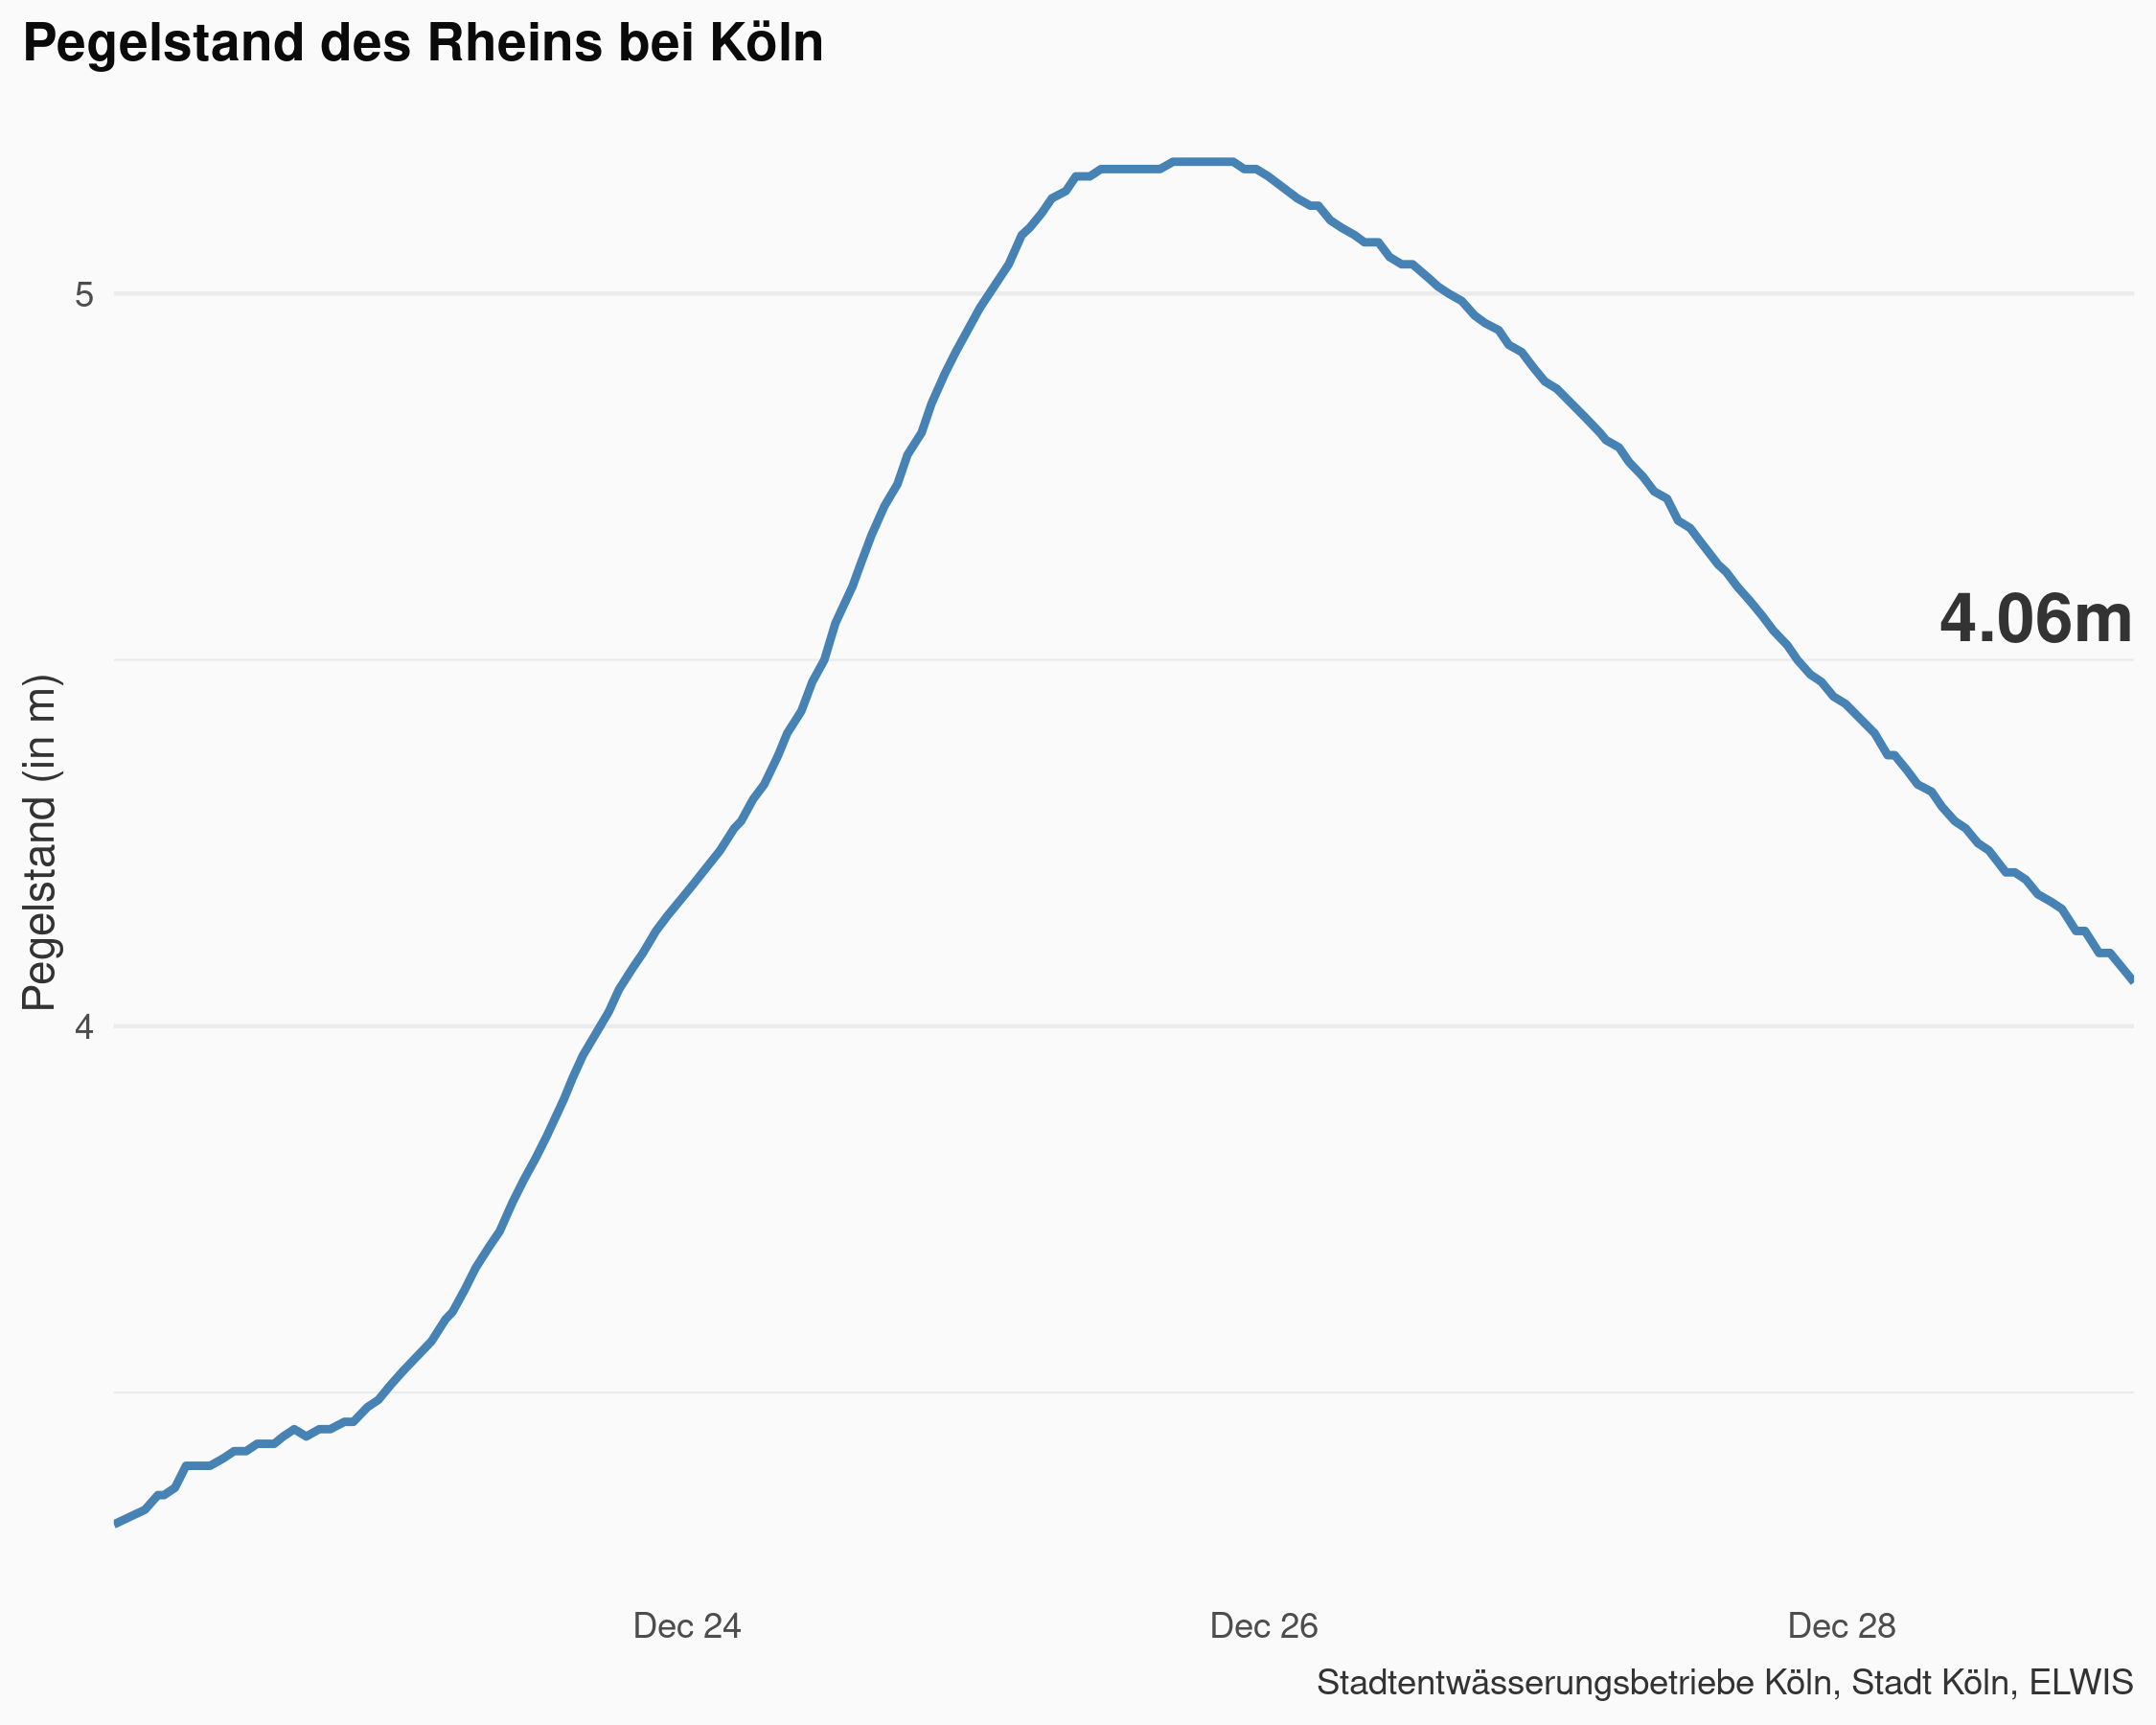 Pegelstand des Rheins bei Köln
Pegelstand (in m)
5
4.06m
4
Dec 24
Dec 26
Dec 28
Stadtentwässerungsbetriebe Köln, Stadt Köln, ELWIS